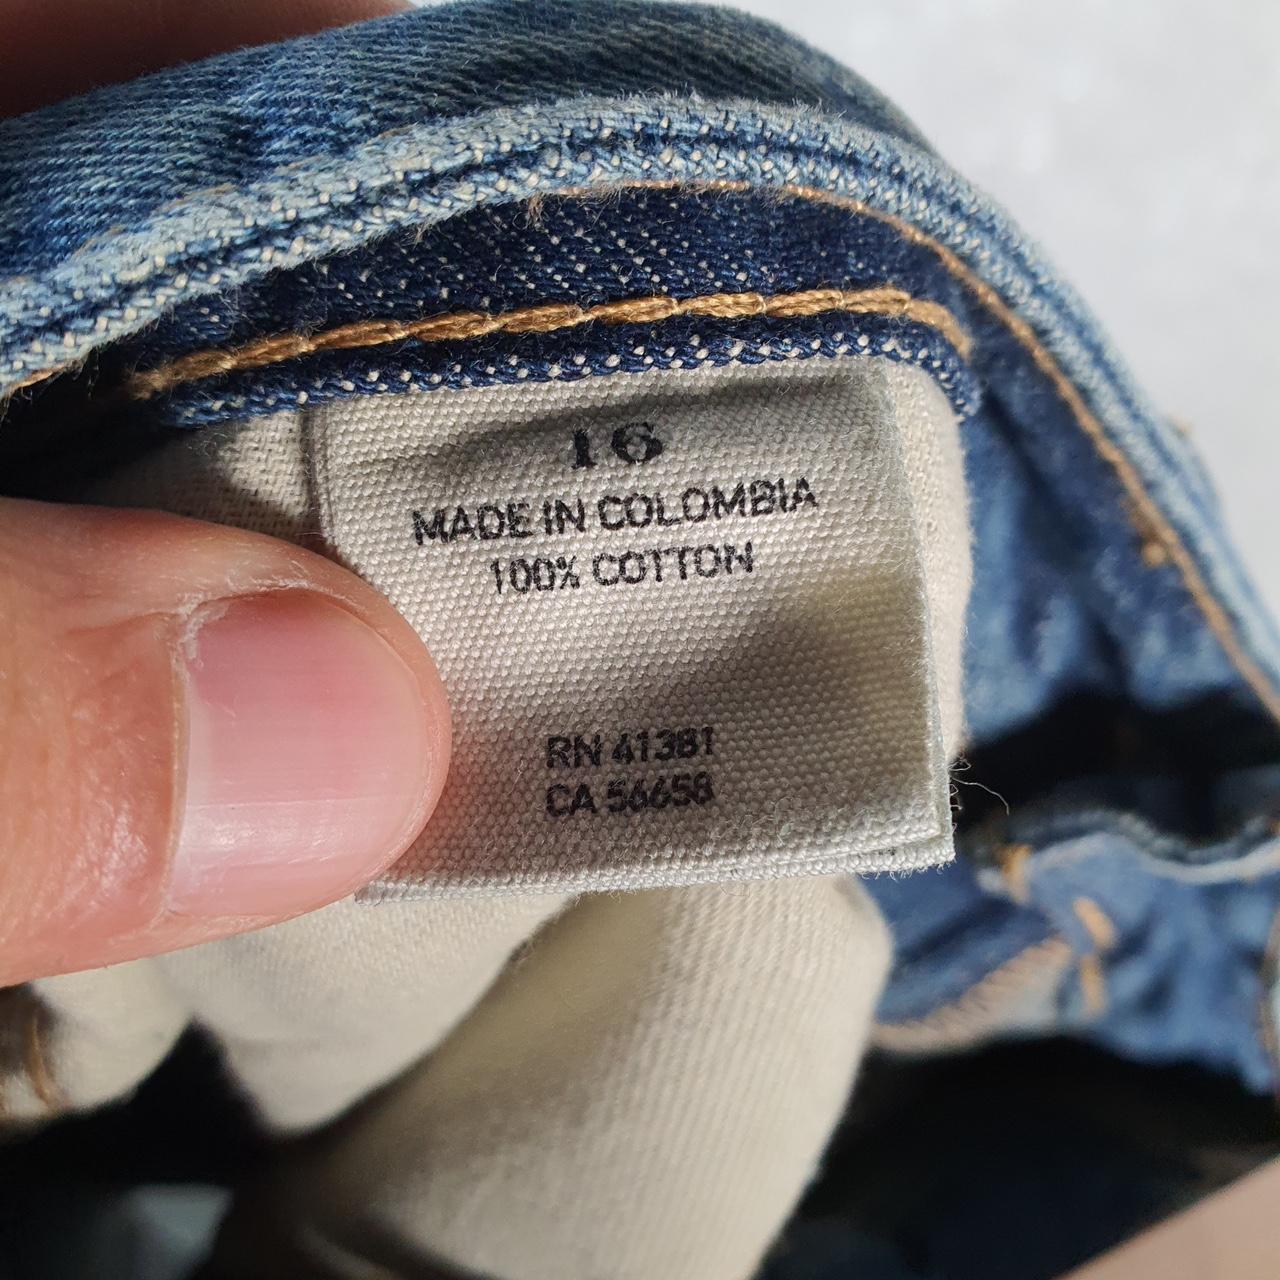 16
MADE IN COLOMBIA
100% COTTON
RN 41381
CA 56658